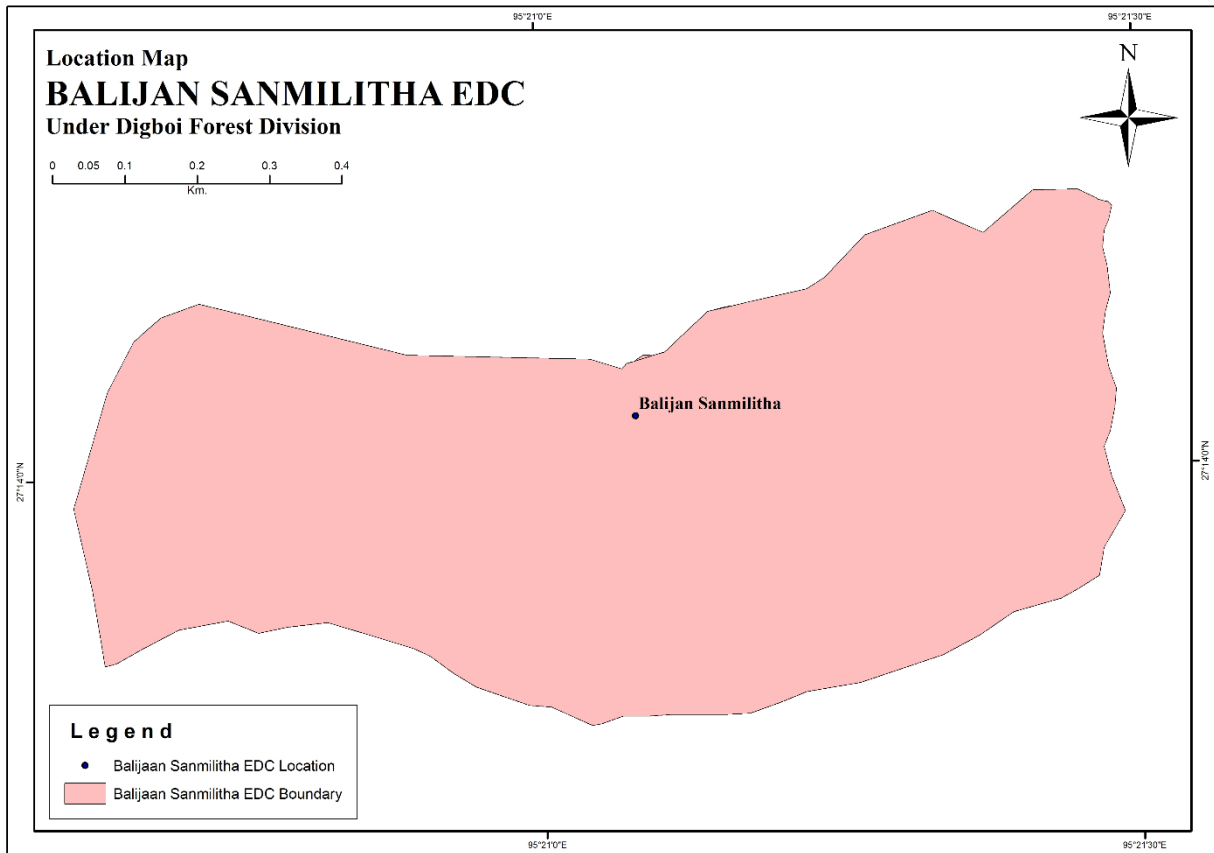 95°21'0"E
95°21'30"E
Location Map
BALIJAN SANMILITHA EDC
Under Digboi Forest Division
N
0 0.05 0.1 0.2 0.3 0.4
Km.
Balijan Sanmilitha
27°14'0"N
27°14'0"N
Legend
Balijaan Sanmilitha EDC Location
Balijaan Sanmilitha EDC Boundary
95°21'0"E
95°21'30"E